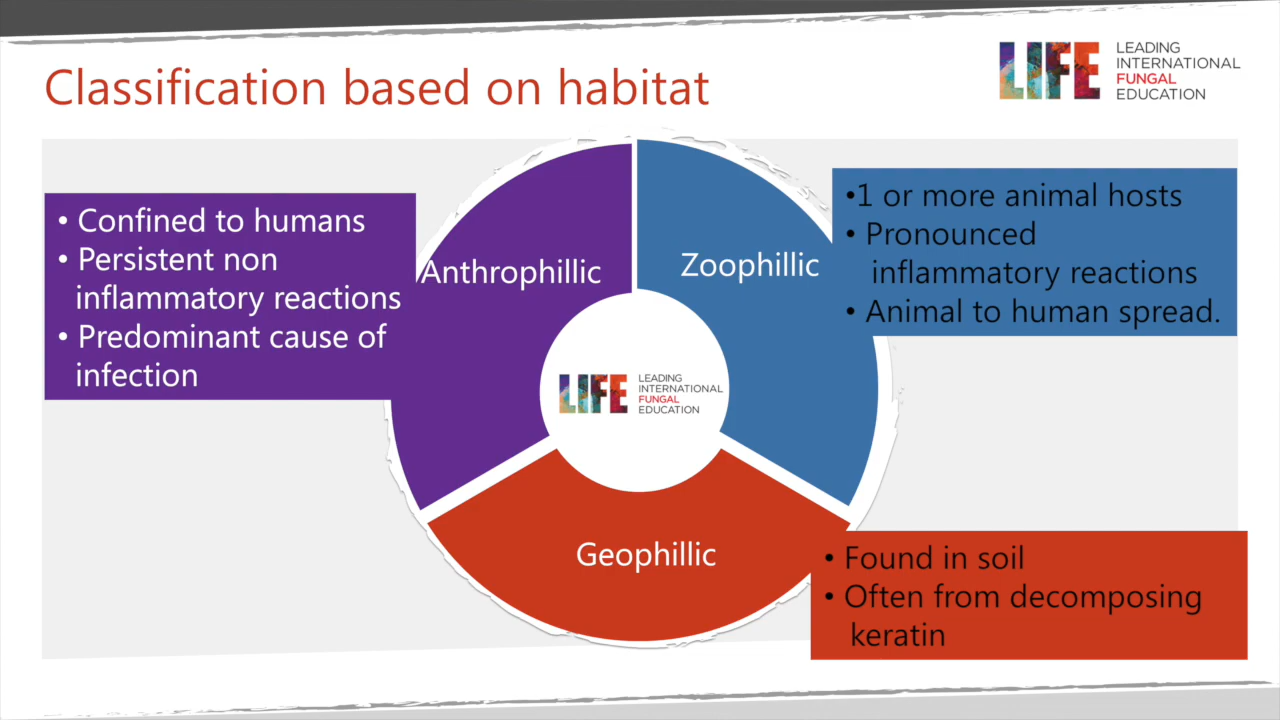 Classification based on habitat
LIFE
LEADING
INTERNATIONAL
FUNGAL
EDUCATION
• Confined to humans
• Persistent non
inflammatory reactions
• Predominant cause of
infection
Anthrophillic
Zoophillic
•1 or more animal hosts
• Pronounced
inflammatory reactions
• Animal to human spread.
LIFE
LEADING
INTERNATIONAL
FUNGAL
EDUCATION
Geophillic
• Found in soil
• Often from decomposing
keratin